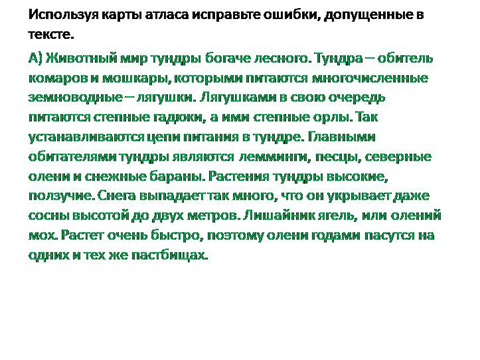 Используя карты атласа исправьте ошибки, допущенные в
тексте.
А) Животный мир тундры богаче лесного. Тундра – обитель
комаров и мошкары, которыми питаются многочисленные
земноводные – лягушки. Лягушками в свою очередь
питаются степные гадюки, а ими степные орлы. Так
устанавливаются цепи питания в тундре. Главными
обитателями тундры являются лемминги, песцы, северные
олени и снежные бараны. Растения тундры высокие,
ползучие. Снега выпадает так много, что он укрывает даже
сосны высотой до двух метров. Лишайник ягель, или олений
мох. Растет очень быстро, поэтому олени годами пасутся на
одних и тех же пастбищах.